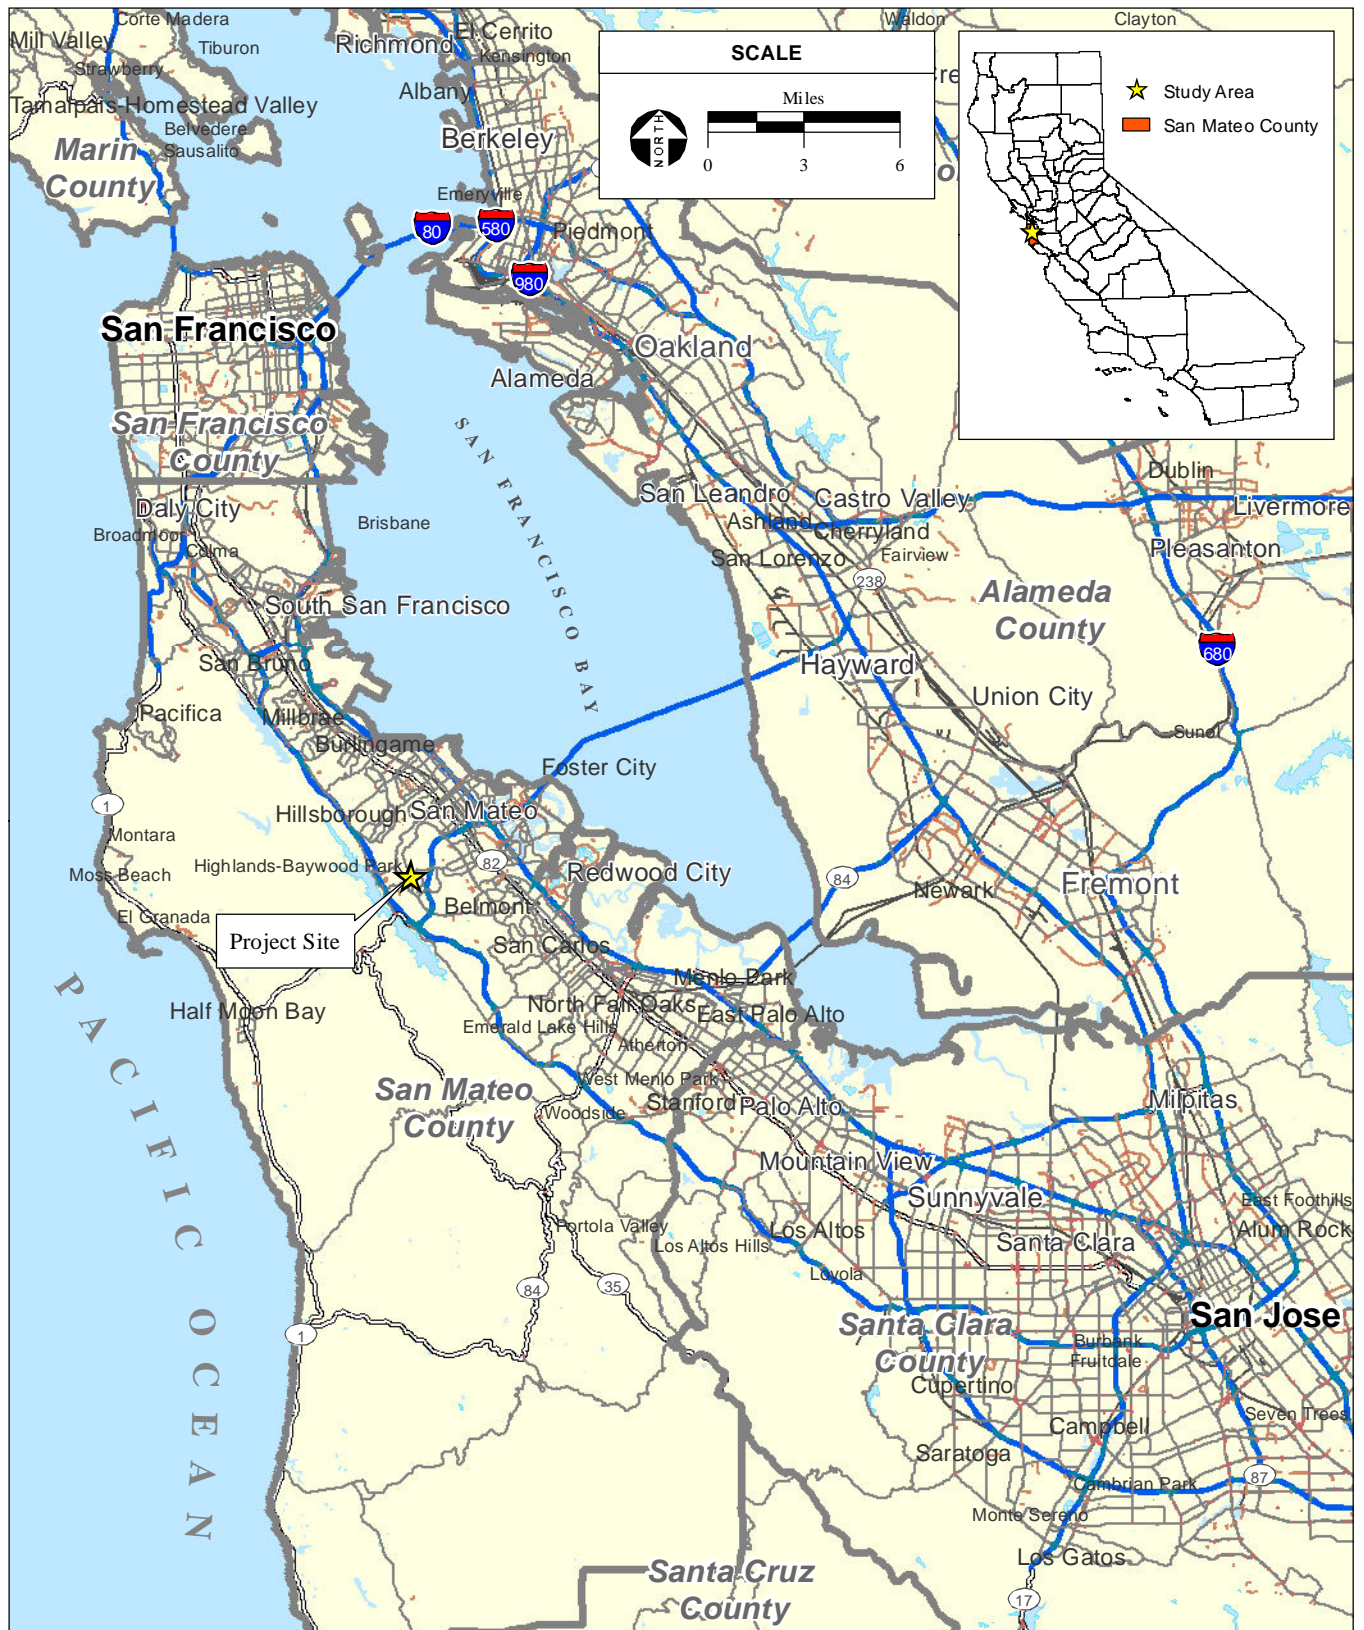 Corte Madera
Waldon
Clayton
Mill Valley
Tiburon
Richmond
El Cerrito
Kensington
Strawberry
Albany
Tamalpais-Homestead Valley
Belvedere
Sausalito
Berkeley
Marin
County
Emeryville
80
580
Piedmont
980
SCALE
Miles
NORTH
0
3
6
Study Area
San Mateo County
San Francisco
Oakland
Alameda
San Francisco
County
SAN FRANCISCO BAY
Daly City
Broadmoor
Colma
Brisbane
San Leandro
Castro Valley
Ashland
Cherryland
San Lorenzo
Fairview
238
Dublin
Livermore
Pleasanton
Alameda
County
680
South San Francisco
San Bruno
Hayward
Union City
Sunol
Pacifica
Millbrae
Burlingame
Foster City
1
Hillsborough
San Mateo
Montara
Highlands-Baywood Park
82
Moss Beach
Redwood City
84
Newark
Fremont
El Granada
Belmont
Project Site
San Carlos
Menlo Park
Half Moon Bay
North Fair Oaks
East Palo Alto
Emerald Lake Hills
Atherton
PACIFIC OCEAN
San Mateo
County
West Menlo Park
Stanford
Palo Alto
Woodside
Milpitas
Mountain View
Sunnyvale
East Foothills
Alum Rock
Portola Valley
Los Altos Hills
Los Altos
Santa Clara
Loyola
84
35
1
San Jose
Santa Clara
County
Burbank
Fruitdale
Cupertino
Campbell
Seven Trees
Saratoga
Cambrian Park
87
Monte Sereno
Los Gatos
Santa Cruz
County
17